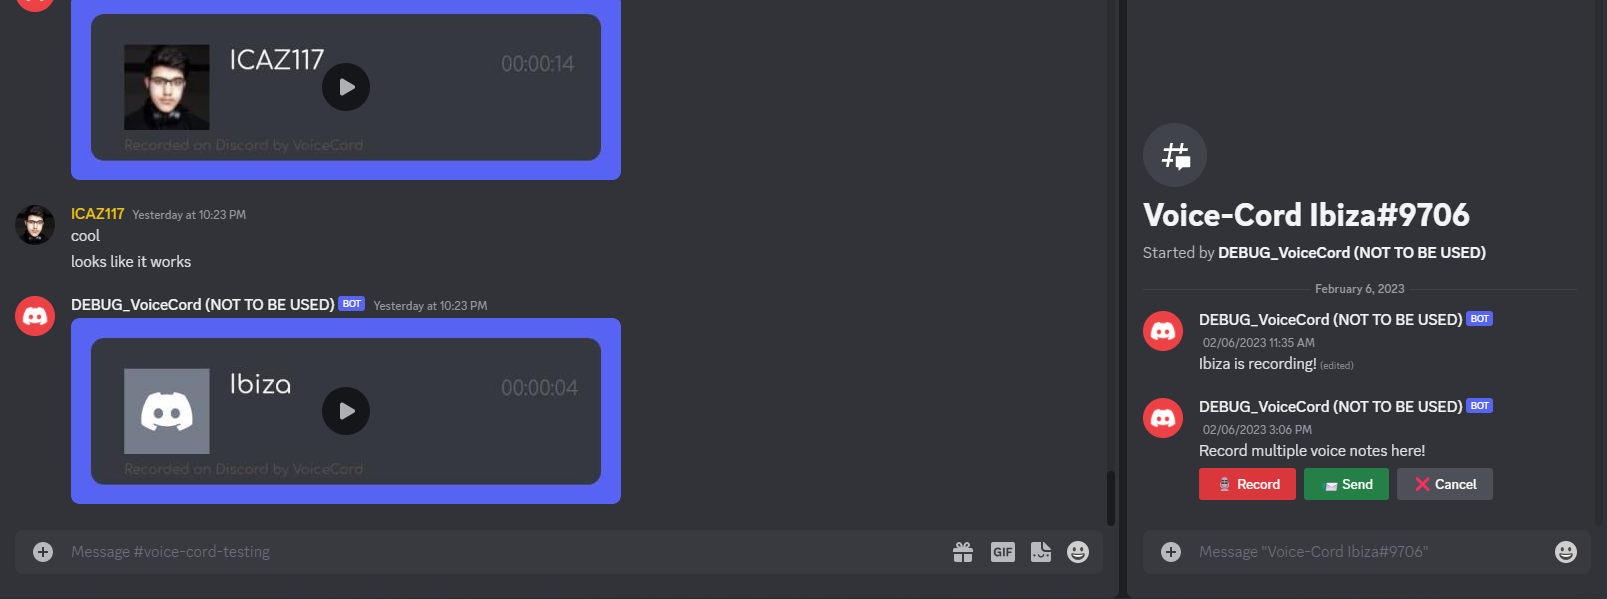 ICAZ117
00:00:14
Recorded on Discord by VoiceCord
ICAZ117 Yesterday at 10:23 PM
cool
looks like it works
DEBUG_VoiceCord (NOT TO BE USED) BOT Yesterday at 10:23 PM
Ibiza
00:00:04
Recorded on Discord by VoiceCord
Message #voice-cord-testing
GIF
Voice-Cord Ibiza#9706
Started by DEBUG_VoiceCord (NOT TO BE USED)
February 6, 2023
DEBUG_VoiceCord (NOT TO BE USED) BOT
02/06/2023 11:35 AM
Ibiza is recording! (edited)
DEBUG_VoiceCord (NOT TO BE USED) BOT
02/06/2023 3:06 PM
Record multiple voice notes here!
Record Send Cancel
Message "Voice-Cord Ibiza#9706"